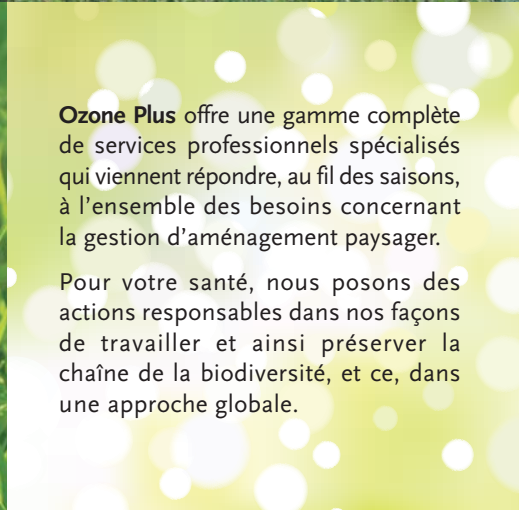 Ozone Plus offre une gamme complète
de services professionnels spécialisés
qui viennent répondre, au fil des saisons,
à l’ensemble des besoins concernant
la gestion d’aménagement paysager.
Pour votre santé, nous posons des
actions responsables dans nos façons
de travailler et ainsi préserver la
chaîne de la biodiversité, et ce, dans
une approche globale.